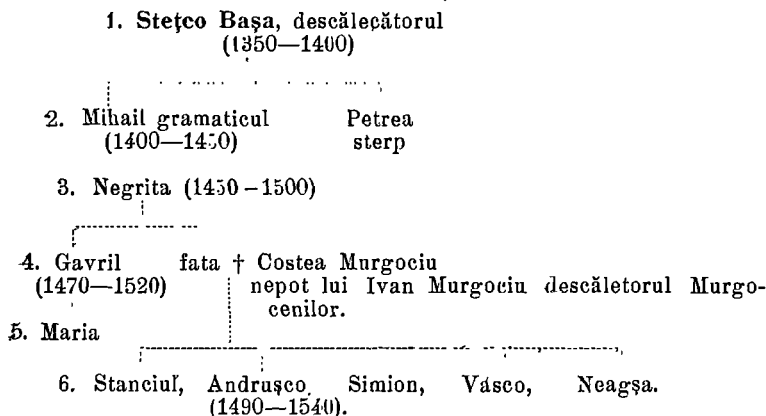 1. Stețco Bașa, descălecătorul
(1350—1400)
2. Mihail gramaticul Petrea
(1400—1450) sterp
3. Negrita (1450–1500)
4. Gavril fata † Costea Murgociu
(1470—1520) nepot lui Ivan Murgociu descăletorul Murgo-
cenilor.
5. Maria
6. Stanciul, Andrușco, Simion, Vasco, Neagșa.
(1490—1540).